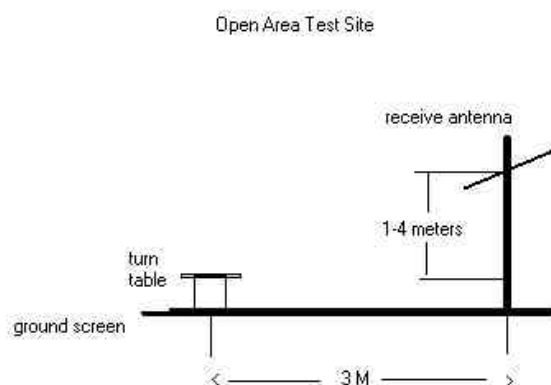 Open Area Test Site
receive antenna
1-4 meters
turn
table
ground screen
3 M